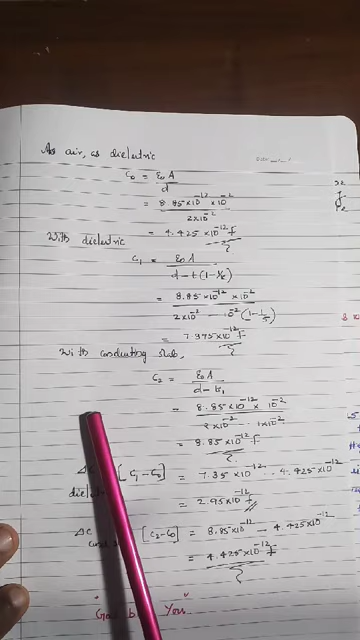 As air, as dielectric
C₀ = ε₀ A / d
= 8.85×10⁻¹² ×10⁻² / 2×10⁻²
= 4.425 ×10⁻¹² F
With dielectric
C₁ = ε₀ A / d - t(1-1/k)
= 8.85×10⁻¹² ×10⁻² / 2×10⁻² - 10⁻² (1-1/5)
= 7.375×10⁻¹² F
With conducting slab,
C₂ = ε₀ A / d - t,
= 8.85×10⁻¹² × 10⁻² / 2×10⁻² - 1×10⁻²
= 8.85×10⁻¹² F
[C₁ - C₀] = 7.35 ×10⁻¹² - 4.425 ×10⁻¹²
= 2.95×10⁻¹² F
ΔC [C₂-C₀] = 8.85×10⁻¹² - 4.425×10⁻¹²
= 4.425×10⁻¹² F
You